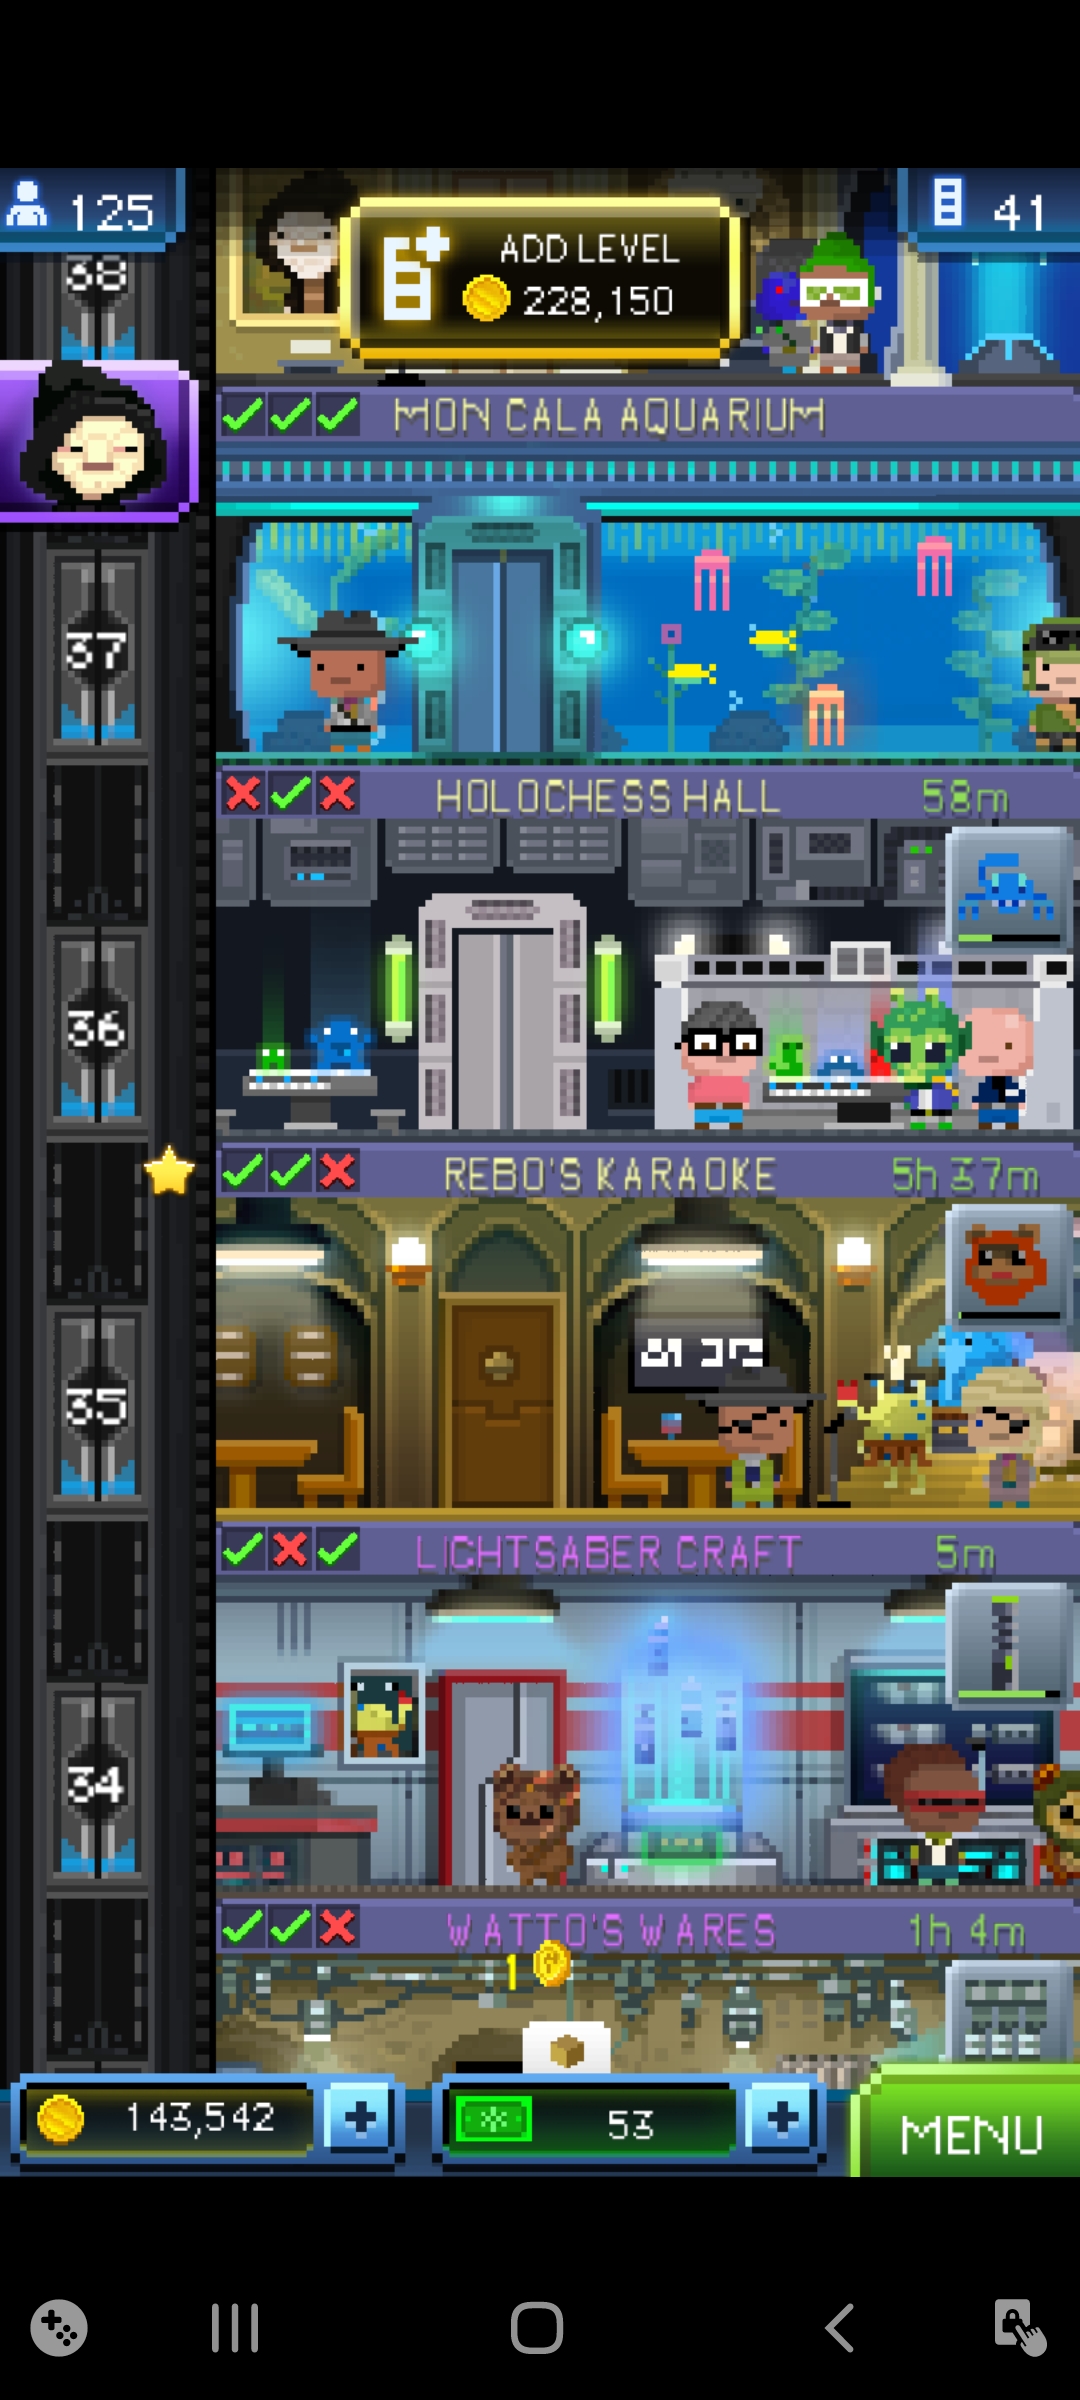 125
ADD LEVEL
228,150
41
38
MON CALA AQUARIUM
37
HOLOCHESS HALL 58m
36
REBO'S KARAOKE 5h 37m
35
LIGHTSABER CRAFT 5m
34
WATTO'S WARES 1h 4m
1
143,542
53
MENU